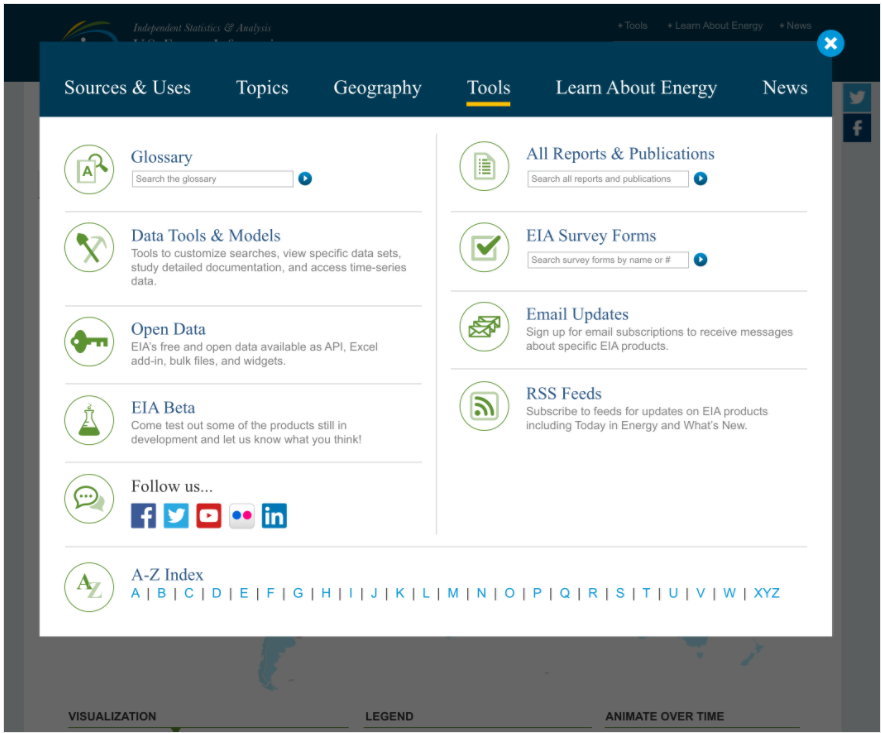 Independent Statistics & Analysis
+ Tools + Learn About Energy + News
Sources & Uses Topics Geography Tools Learn About Energy News
Glossary
Search the glossary
Data Tools & Models
Tools to customize searches, view
specific data sets,
study detailed documentation, and access time-series
data.
Open Data
EIA's free and open data available as API, Excel
add-in, bulk files, and widgets.
EIA Beta
Come test out some of the products still in
development and let us know what you think!
Follow us...
All Reports & Publications
Search all reports and publications
EIA Survey Forms
Search survey forms by name or #
Email Updates
Sign up for email subscriptions to receive messages
about specific EIA products.
RSS Feeds
Subscribe to feeds for updates on EIA products
including Today in Energy and What's New.
A-Z Index
A | B | C | D | E | F | G | H | I | J | K | L | M | N | O | P | Q | R | S | T | U | V | W | XYZ
VISUALIZATION LEGEND ANIMATE OVER TIME